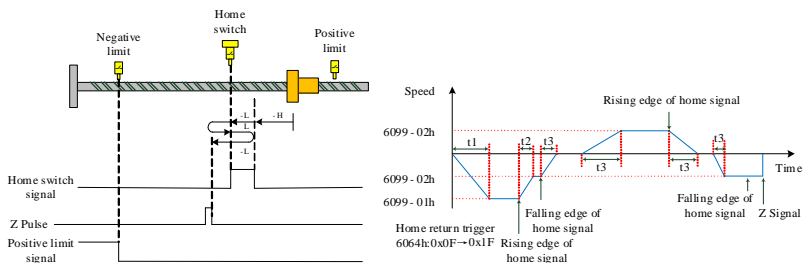 Negative
limit
Home
switch
Positive
limit
-L
-H
L
-L
Home switch
signal
Z Pulse
Positive limit
signal
Speed
Rising edge of home signal
6099 - 02h
t1
t2
t3
t3
t3
t3
Time
6099 - 02h
6099 - 01h
Falling edge of
home signal
Falling edge of
home signal
Z Signal
Home return trigger
6064h:0x0F→0x1F
Rising edge of
home signal